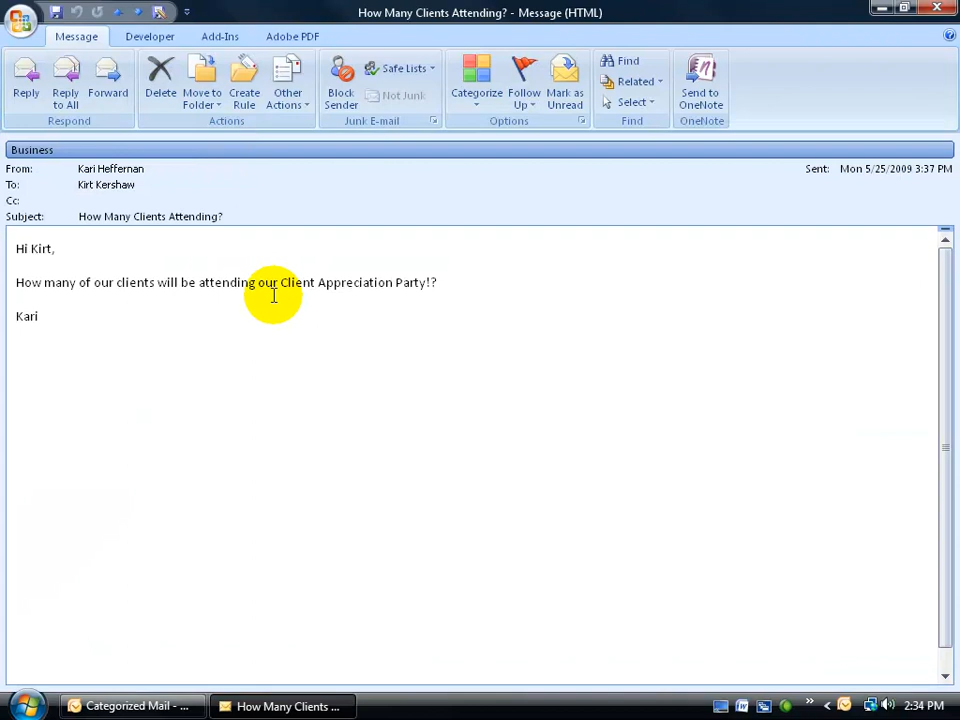 How Many Clients Attending? - Message (HTML)
Message Developer Add-Ins Adobe PDF
Reply Reply to All Forward Delete Move to Folder Create Rule Other Actions Block Sender Safe Lists Not Junk Categorize Follow Up Mark as Unread Find Related Select Send to OneNote
Respond Actions Junk E-mail Options Find OneNote
Business
From: Kari Heffernan Sent: Mon 5/25/2009 3:37 PM
To: Kirt Kershaw
Cc:
Subject: How Many Clients Attending?
Hi Kirt,
How many of our clients will be attending our Client Appreciation Party!?
Kari
Categorized Mail - ... How Many Clients ... 2:34 PM